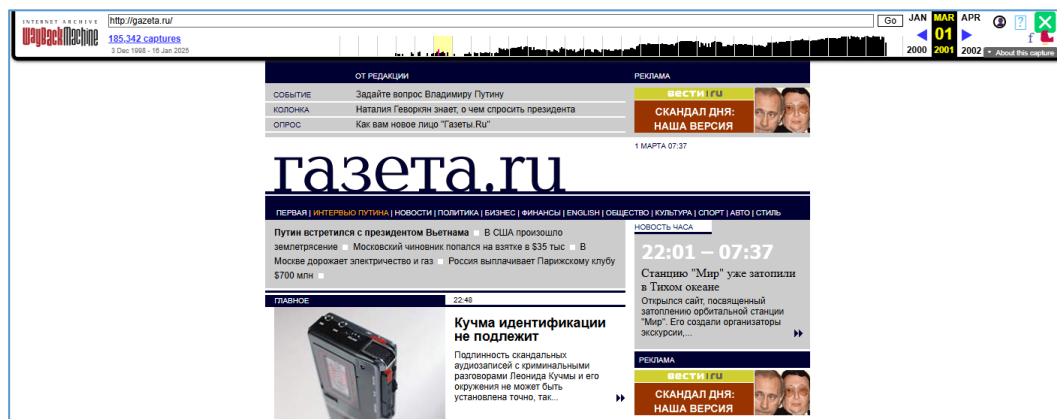 INTERNET ARCHIVE
WayBackMachine
http://gazeta.ru/
Go
JAN MAR APR
185,342 captures
01
3 Dec 1998 - 16 Jan 2025
2000 2001 2002
About this capture
ОТ РЕДАКЦИИ
СОБЫТИЕ Задайте вопрос Владимиру Путину
КОЛОНКА Наталия Геворкян знает, о чем спросить президента
ОПРОС Как вам новое лицо "Газеты.Ru"
РЕКЛАМА
вести ru
СКАНДАЛ ДНЯ:
НАША ВЕРСИЯ
1 МАРТА 07:37
газета.ru
ПЕРВАЯ | ИНТЕРВЬЮ ПУТИНА | НОВОСТИ | ПОЛИТИКА | БИЗНЕС | ФИНАНСЫ | ENGLISH | ОБЩЕСТВО | КУЛЬТУРА | СПОРТ | АВТО | СТИЛЬ
Путин встретился с президентом Вьетнама В США произошло
землетрясение Московский чиновник попался на взятке в $35 тыс В
Москве дорожает электричество и газ Россия выплачивает Парижскому клубу
$700 млн
НОВОСТЬ ЧАСА
22:01 – 07:37
Станцию "Мир" уже затопили
в Тихом океане
Открылся сайт, посвященный
затоплению орбитальной станции
"Мир". Его создали организаторы
экскурсии,...
ГЛАВНОЕ
22:48
Кучма идентификации
не подлежит
Подлинность скандальных
аудиозаписей с криминальными
разговорами Леонида Кучмы и его
окружения не может быть
установлена точно, так...
РЕКЛАМА
вести ru
СКАНДАЛ ДНЯ:
НАША ВЕРСИЯ